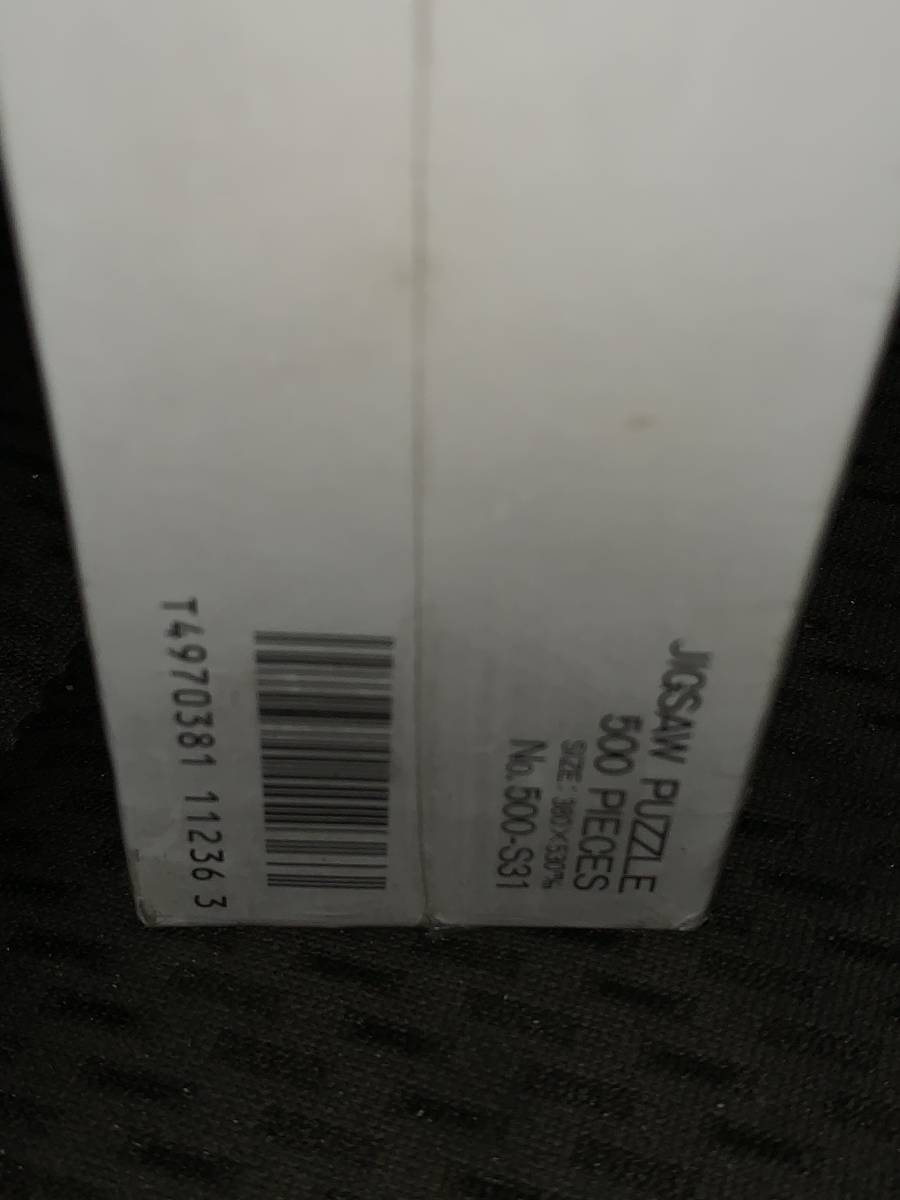 T4970381 11236 3
JIGSAW PUZZLE
500 PIECES
SIZE: 380×530㎜
No.500-S31